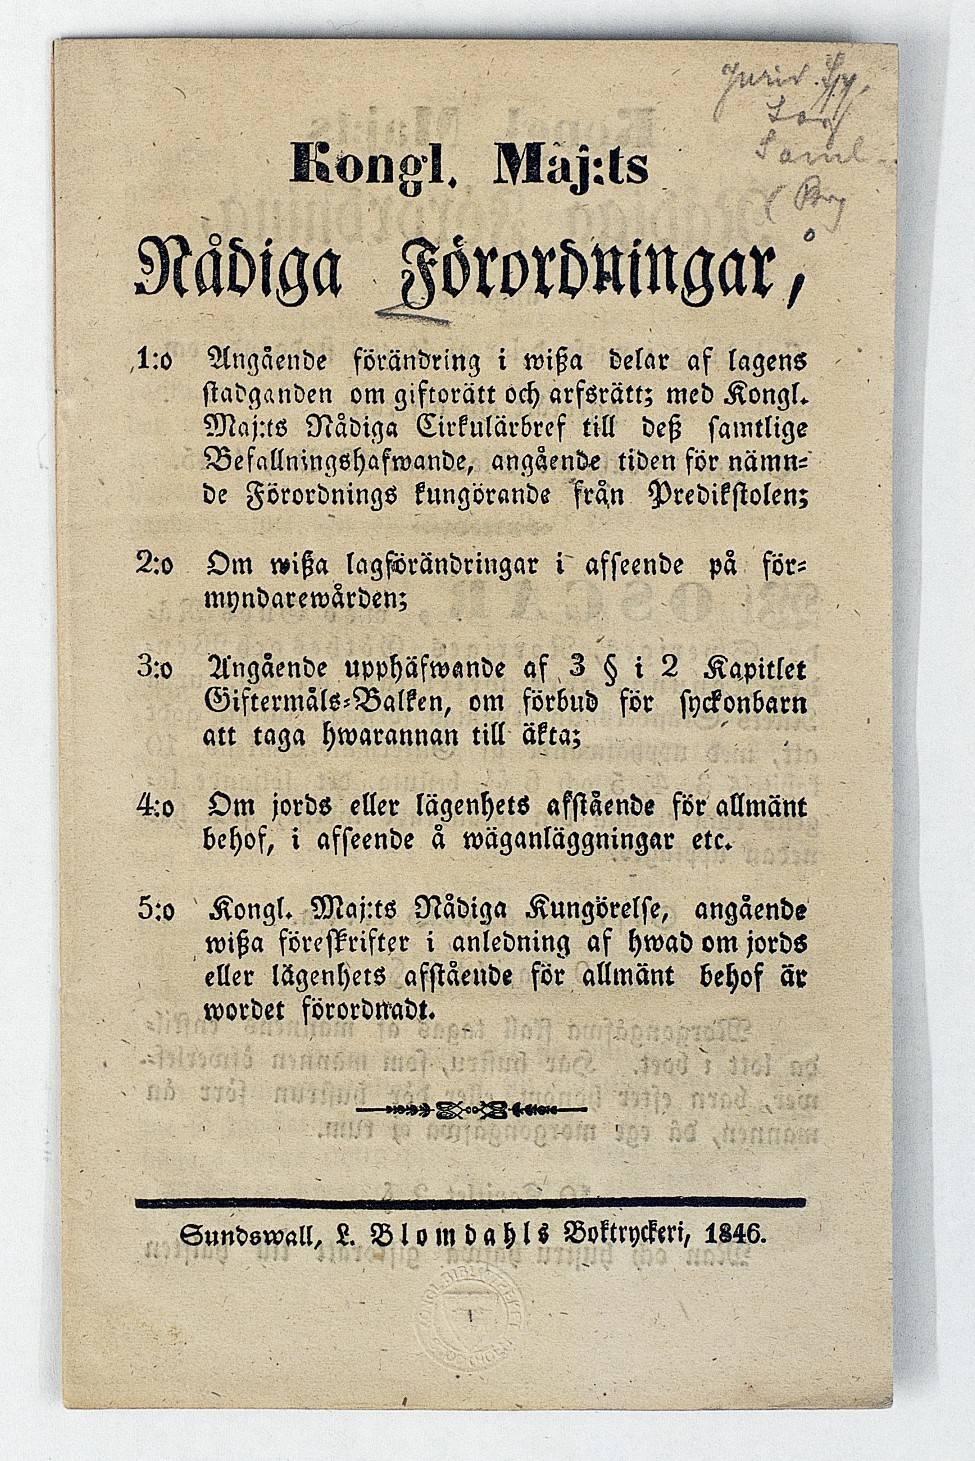 Jurid.
Saml
Kongl. Maj:ts
Nådiga Förordningar,
1:o Angående förändring i wißa delar af lagens
stadganden om giftorätt och arfsrätt; med Kongl.
Maj:ts Nådiga Cirkulärbref till deß samtlige
Befallningshafwande, angående tiden för nämn=
de Förordnings kungörande från Predikstolen;
2:o Om wißa lagförändringar i afseende på för=
myndarewården;
3:o Angående upphäfwande af 3 § i 2 Kapitlet
Giftermåls=Balken, om förbud för syckonbarn
att taga hwarannan till äkta;
4:o Om jords eller lägenhets afstående för allmänt
behof, i afseende å wäganläggningar etc.
5:o Kongl. Maj:ts Nådiga Kungörelse, angående
wißa föreskrifter i anledning af hwad om jords
eller lägenhets afstående för allmänt behof är
wordet förordnadt.
Sundswall, L. Blomdahls Boktryckeri, 1846.